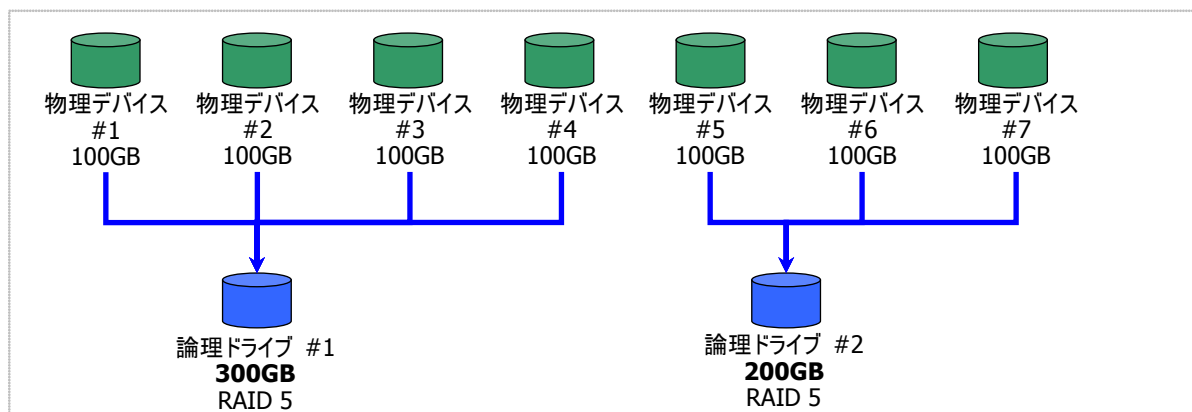 物理デバイス
#1
100GB
物理デバイス
#2
100GB
物理デバイス
#3
100GB
物理デバイス
#4
100GB
物理デバイス
#5
100GB
物理デバイス
#6
100GB
物理デバイス
#7
100GB
論理ドライブ #1
300GB
RAID 5
論理ドライブ #2
200GB
RAID 5